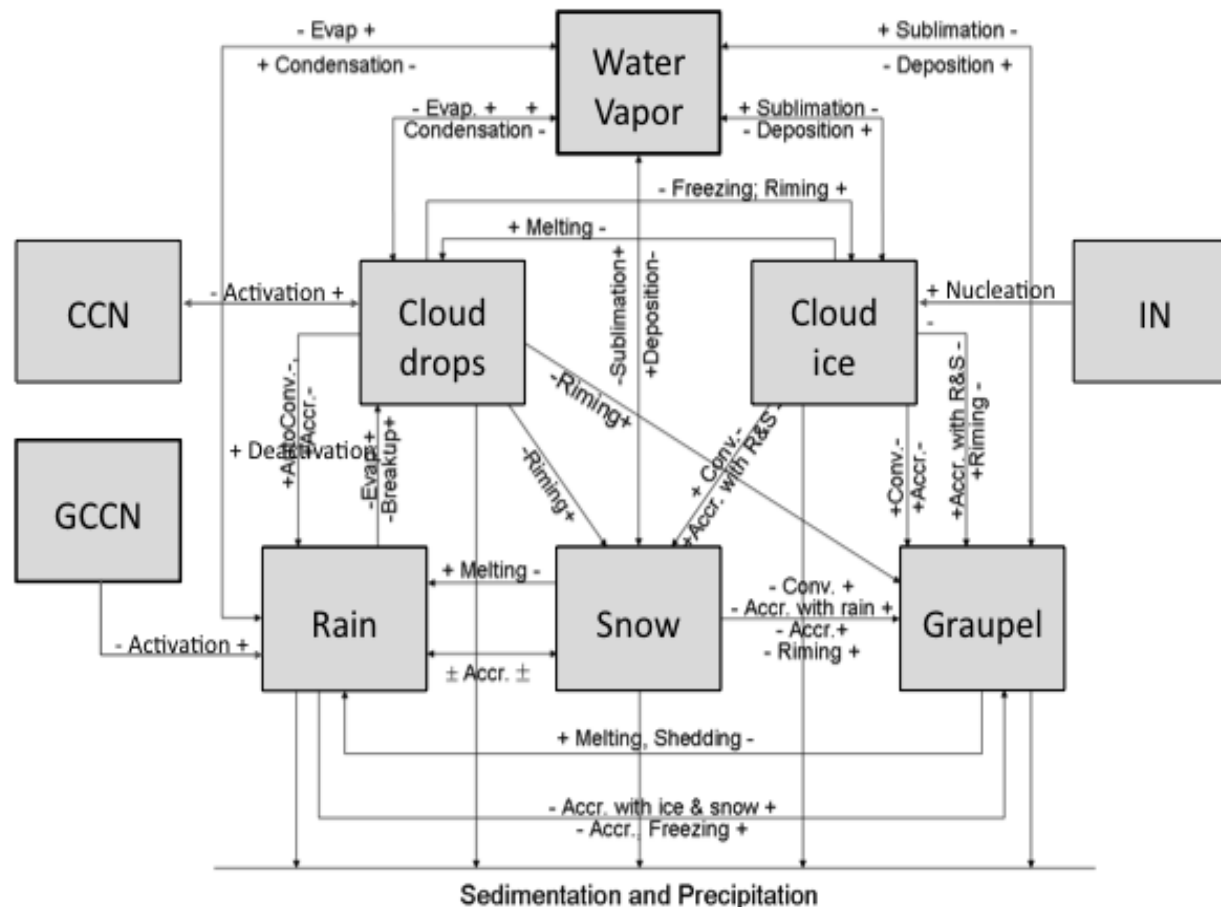 - Evap +
+ Condensation -
Water
Vapor
+ Sublimation -
- Deposition +
- Evap. + +
Condensation -
+ Sublimation -
- Deposition +
- Freezing; Riming +
+ Melting -
CCN
- Activation +
Cloud
drops
-Sublimation+
+Deposition-
Cloud
ice
+ Nucleation
-
IN
-Riming+
+AutoConv.-,
+Accr.-
+ Deactivation
-Evap+
-Breakup+
-Riming+
+ Conv.-
+Accr. with R&S -
+Conv.-
+Accr.-
+Accr. with R&S -
+Riming -
GCCN
- Activation +
Rain
+ Melting -
± Accr. ±
Snow
- Conv. +
- Accr. with rain +
- Accr.+
- Riming +
Graupel
+ Melting, Shedding -
- Accr. with ice & snow +
- Accr., Freezing +
Sedimentation and Precipitation